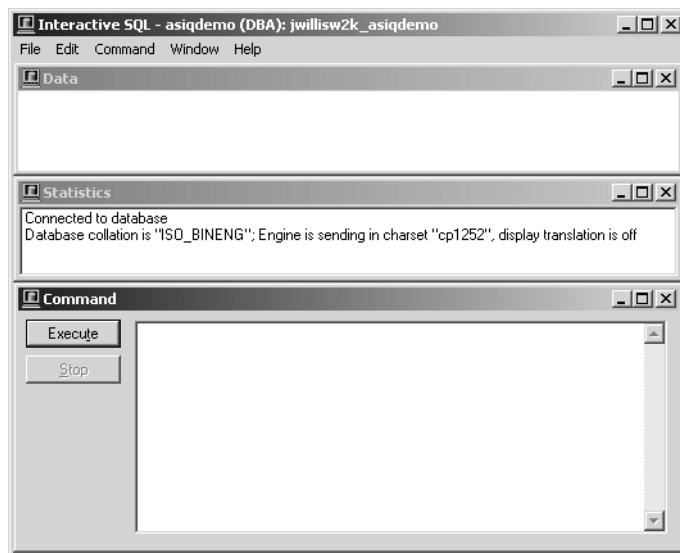 Interactive SQL - asiqdemo (DBA): jwillisw2k_asiqdemo
File Edit Command Window Help
Data
Statistics
Connected to database
Database collation is "ISO_BINENG"; Engine is sending in charset "cp1252", display translation is off
Command
Execute
Stop